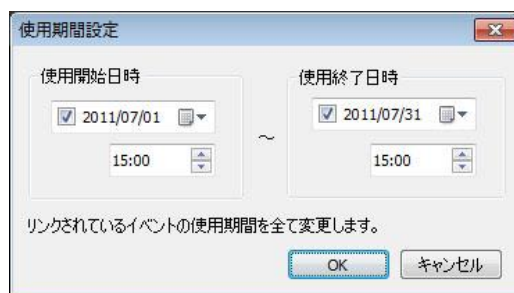 使用期間設定
使用開始日時
2011/07/01
15:00
～
使用終了日時
2011/07/31
15:00
リンクされているイベントの使用期間を全て変更します。
OK
キャンセル